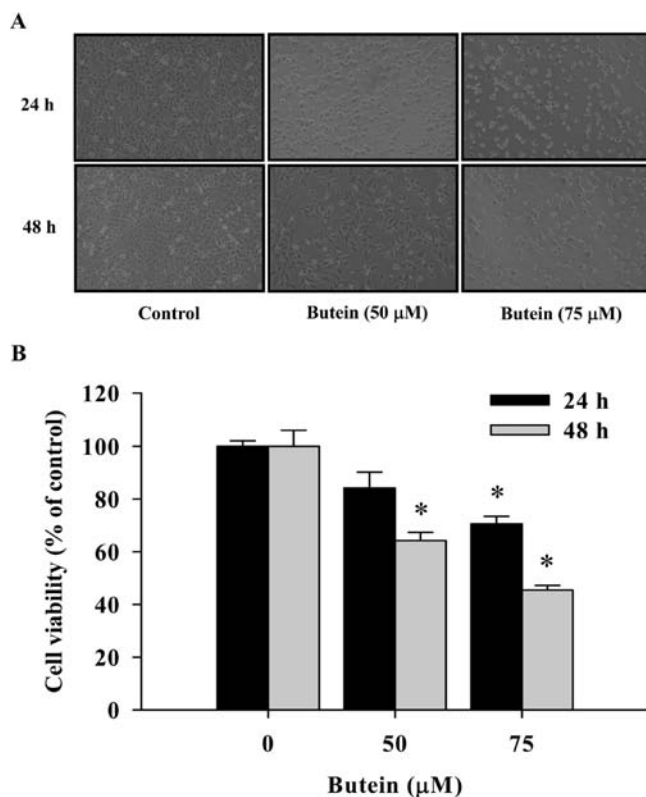 A
24 h
48 h
Control
Butein (50 μM)
Butein (75 μM)
B
Cell viability (% of control)
120
100
80
60
40
20
0
24 h
48 h
*
*
*
0
50
75
Butein (μM)